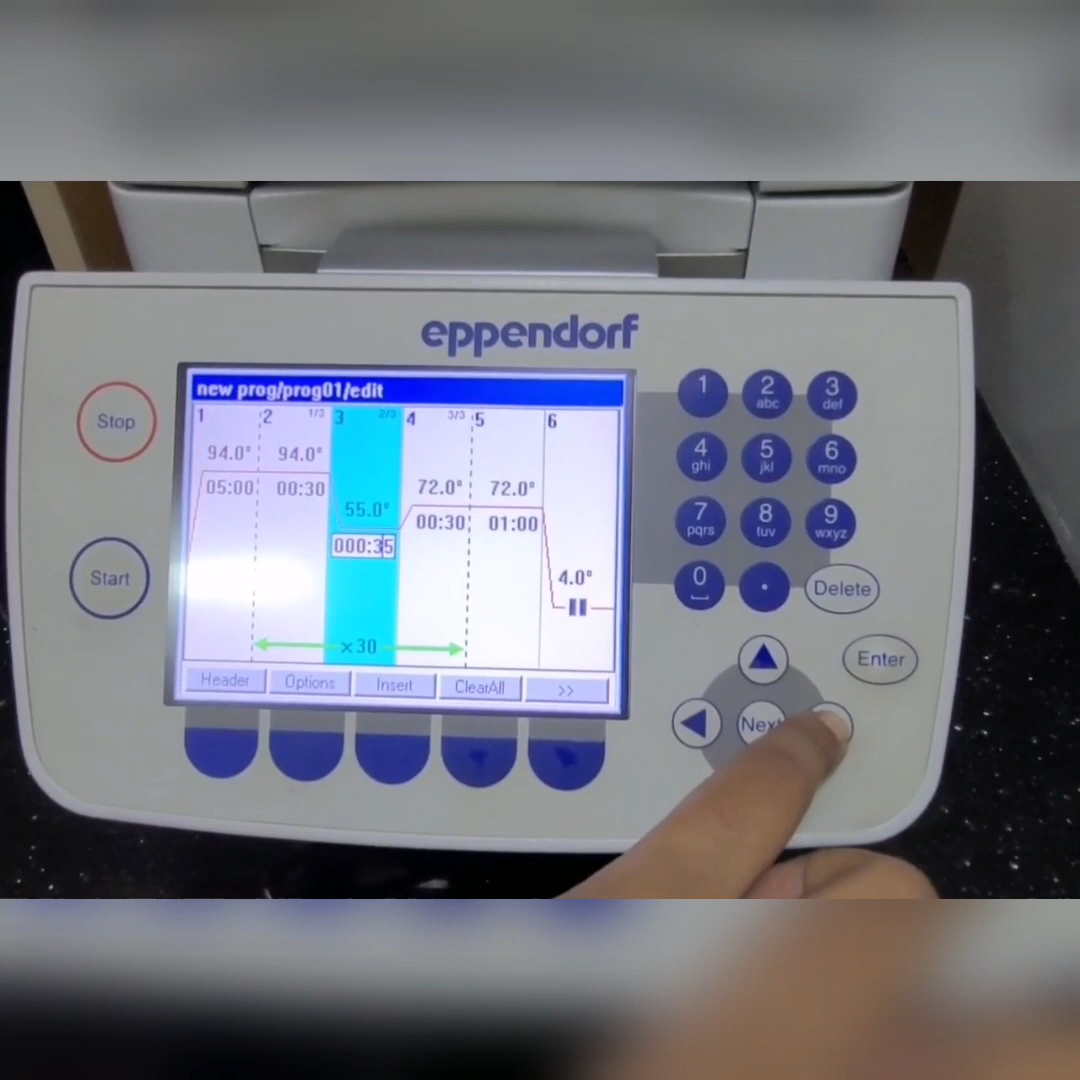 eppendorf
new prog/prog01/edit
1 2 1/3 3 2/3 4 3/3 5 6
94.0° 94.0° 55.0° 72.0° 72.0° 4.0°
05:00 00:30 000:35 00:30 01:00
×30
Header Options Insert ClearAll >>
Stop
Start
1 2 abc 3 def
4 ghi 5 jkl 6 mno
7 pqrs 8 tuv 9 wxyz
0 . Delete
Enter
Next